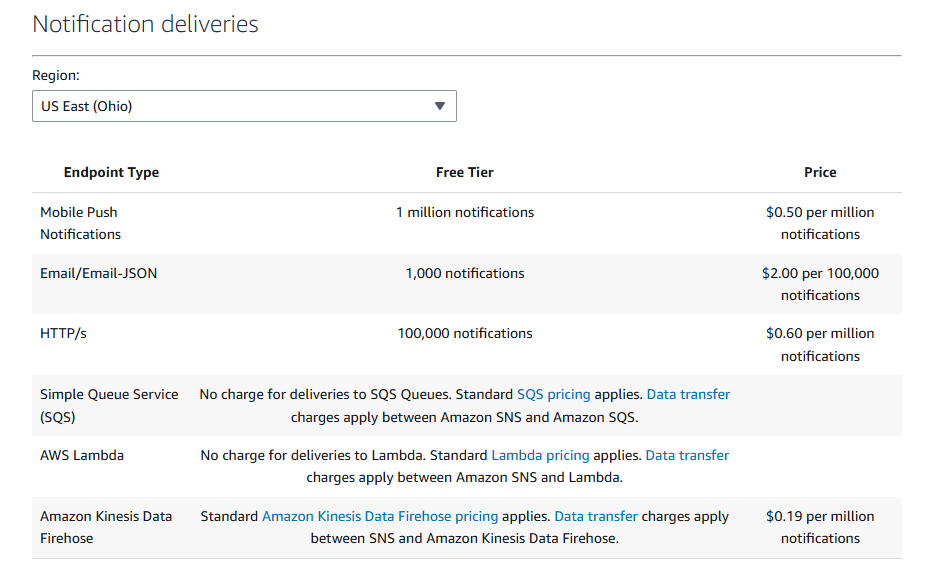 Notification deliveries
Region:
US East (Ohio)
Endpoint Type Free Tier Price
Mobile Push Notifications 1 million notifications $0.50 per million notifications
Email/Email-JSON 1,000 notifications $2.00 per 100,000 notifications
HTTP/s 100,000 notifications $0.60 per million notifications
Simple Queue Service (SQS) No charge for deliveries to SQS Queues. Standard SQS pricing applies. Data transfer charges apply between Amazon SNS and Amazon SQS.
AWS Lambda No charge for deliveries to Lambda. Standard Lambda pricing applies. Data transfer charges apply between Amazon SNS and Lambda.
Amazon Kinesis Data Firehose Standard Amazon Kinesis Data Firehose pricing applies. Data transfer charges apply between SNS and Amazon Kinesis Data Firehose. $0.19 per million notifications